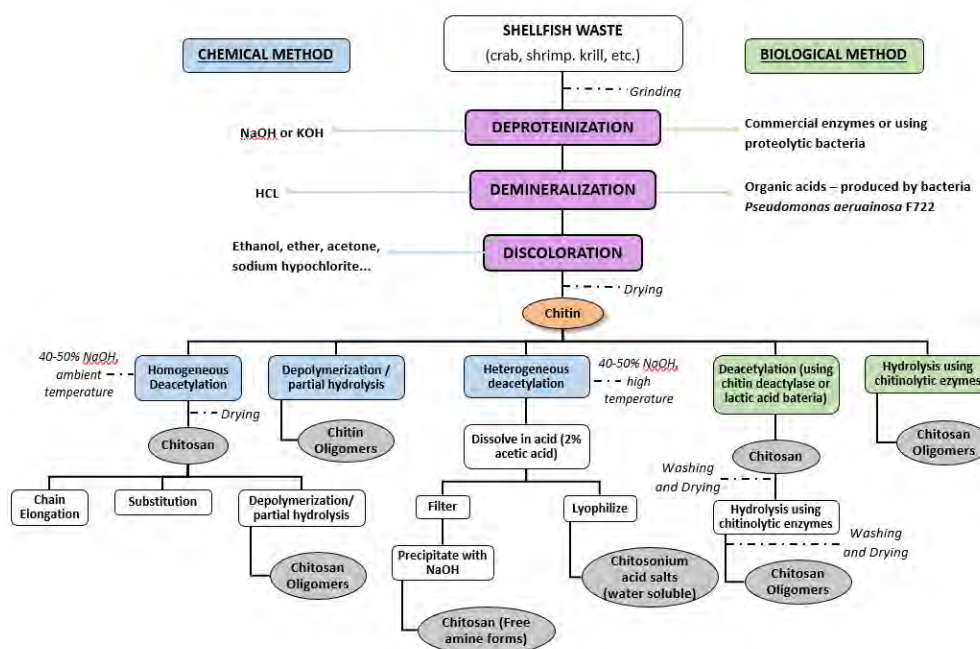 SHELLFISH WASTE
(crab, shrimp. krill, etc.)
CHEMICAL METHOD
BIOLOGICAL METHOD
Grinding
NaOH or KOH
DEPROTEINIZATION
Commercial enzymes or using
proteolytic bacteria
HCL
DEMINERALIZATION
Organic acids – produced by bacteria
Pseudomonas aeruainosa F722
Ethanol, ether, acetone,
sodium hypochlorite...
DISCOLORATION
Drying
Chitin
40-50% NaOH,
ambient
temperature
Homogeneous
Deacetylation
Depolymerization /
partial hydrolysis
Heterogeneous
deacetylation
40-50% NaOH,
high
temperature
Deacetylation (using
chitin deactylase or
lactic acid bateria)
Hydrolysis using
chitinolytic ezymes
Drying
Chitosan
Chitin
Oligomers
Dissolve in acid (2%
acetic acid)
Chitosan
Chitosan
Oligomers
Washing
and Drying
Chain
Elongation
Substitution
Depolymerization/
partial hydrolysis
Filter
Lyophilize
Hydrolysis using
chitinolytic enzymes
Washing
and Drying
Chitosan
Oligomers
Precipitate with
NaOH
Chitosonium
acid salts
(water soluble)
Chitosan
Oligomers
Chitosan (Free
amine forms)